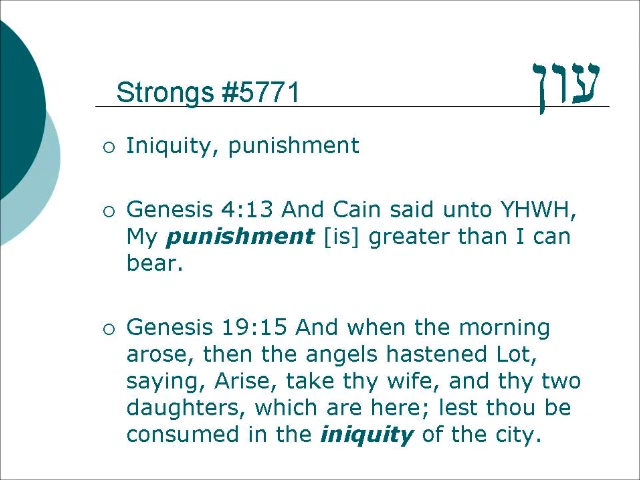 Strongs #5771 עון
Iniquity, punishment
Genesis 4:13 And Cain said unto YHWH,
My punishment [is] greater than I can
bear.
Genesis 19:15 And when the morning
arose, then the angels hastened Lot,
saying, Arise, take thy wife, and thy two
daughters, which are here; lest thou be
consumed in the iniquity of the city.